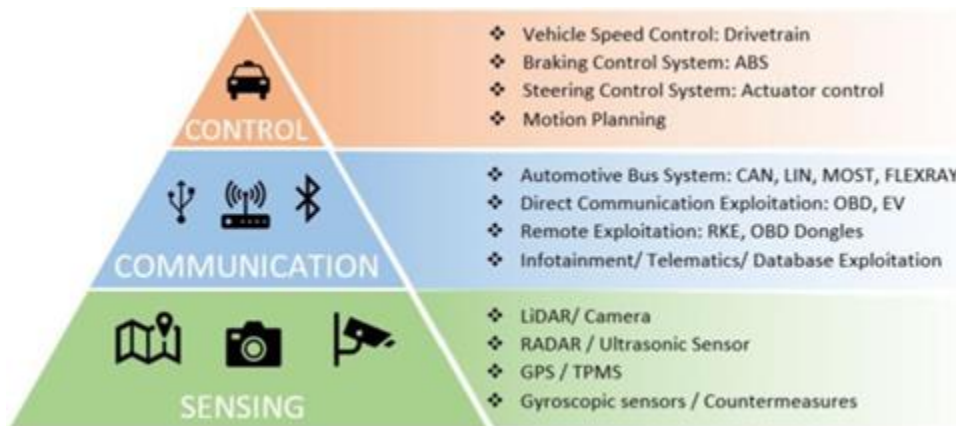 Vehicle Speed Control: Drivetrain
Braking Control System: ABS
Steering Control System: Actuator control
Motion Planning
CONTROL
Automotive Bus System: CAN, LIN, MOST, FLEXRAY
Direct Communication Exploitation: OBD, EV
Remote Exploitation: RKE, OBD Dongles
Infotainment/ Telematics/ Database Exploitation
COMMUNICATION
LiDAR/ Camera
RADAR / Ultrasonic Sensor
GPS / TPMS
Gyroscopic sensors / Countermeasures
SENSING